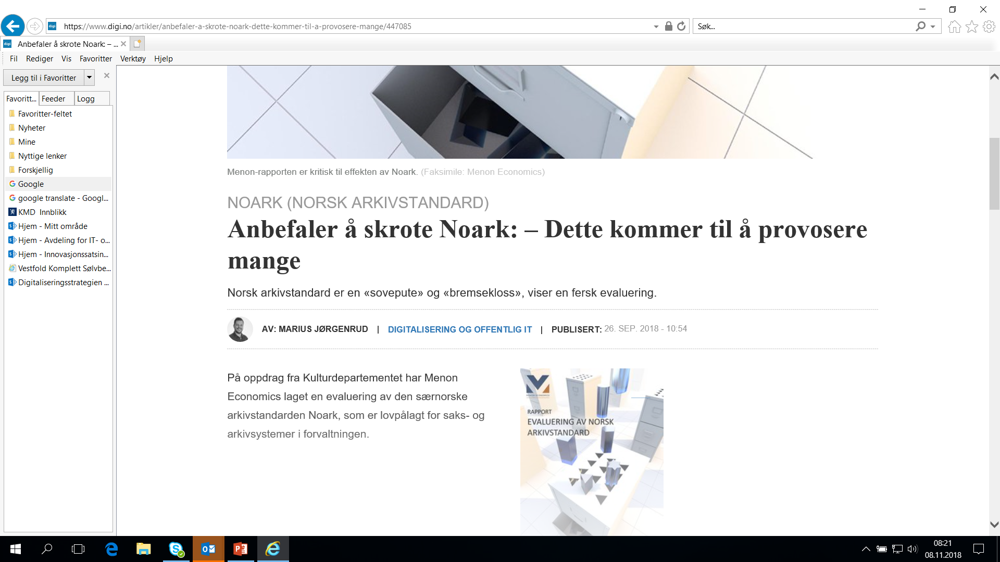 https://www.digi.no/artikler/anbefaler-a-skrote-noark-dette-kommer-til-a-provosere-mange/447085
Søk...
digi
Anbefaler å skrote Noark: – ...
Fil Rediger Vis Favoritter Verktøy Hjelp
Legg til i Favoritter
Favoritt... Feeder Logg
Favoritter-feltet
Nyheter
Mine
Nyttige lenker
Forskjellig
Google
google translate - Googl...
KMD Innblikk
Hjem - Mitt område
Hjem - Avdeling for IT- o...
Hjem - Innovasjonssatsin...
Vestfold Komplett Sølvbe...
Digitaliseringsstrategien ...
Menon-rapporten er kritisk til effekten av Noark. (Faksimile: Menon Economics)
NOARK (NORSK ARKIVSTANDARD)
Anbefaler å skrote Noark: – Dette kommer til å provosere
mange
Norsk arkivstandard er en «sovepute» og «bremsekloss», viser en fersk evaluering.
AV: MARIUS JØRGENRUD | DIGITALISERING OG OFFENTLIG IT | PUBLISERT: 26. SEP. 2018 - 10:54
På oppdrag fra Kulturdepartementet har Menon
Economics laget en evaluering av den særnorske
arkivstandarden Noark, som er lovpålagt for saks- og
arkivsystemer i forvaltningen.
MENON ECONOMICS
RAPPORT
EVALUERING AV NORSK
ARKIVSTANDARD
08:21
08.11.2018